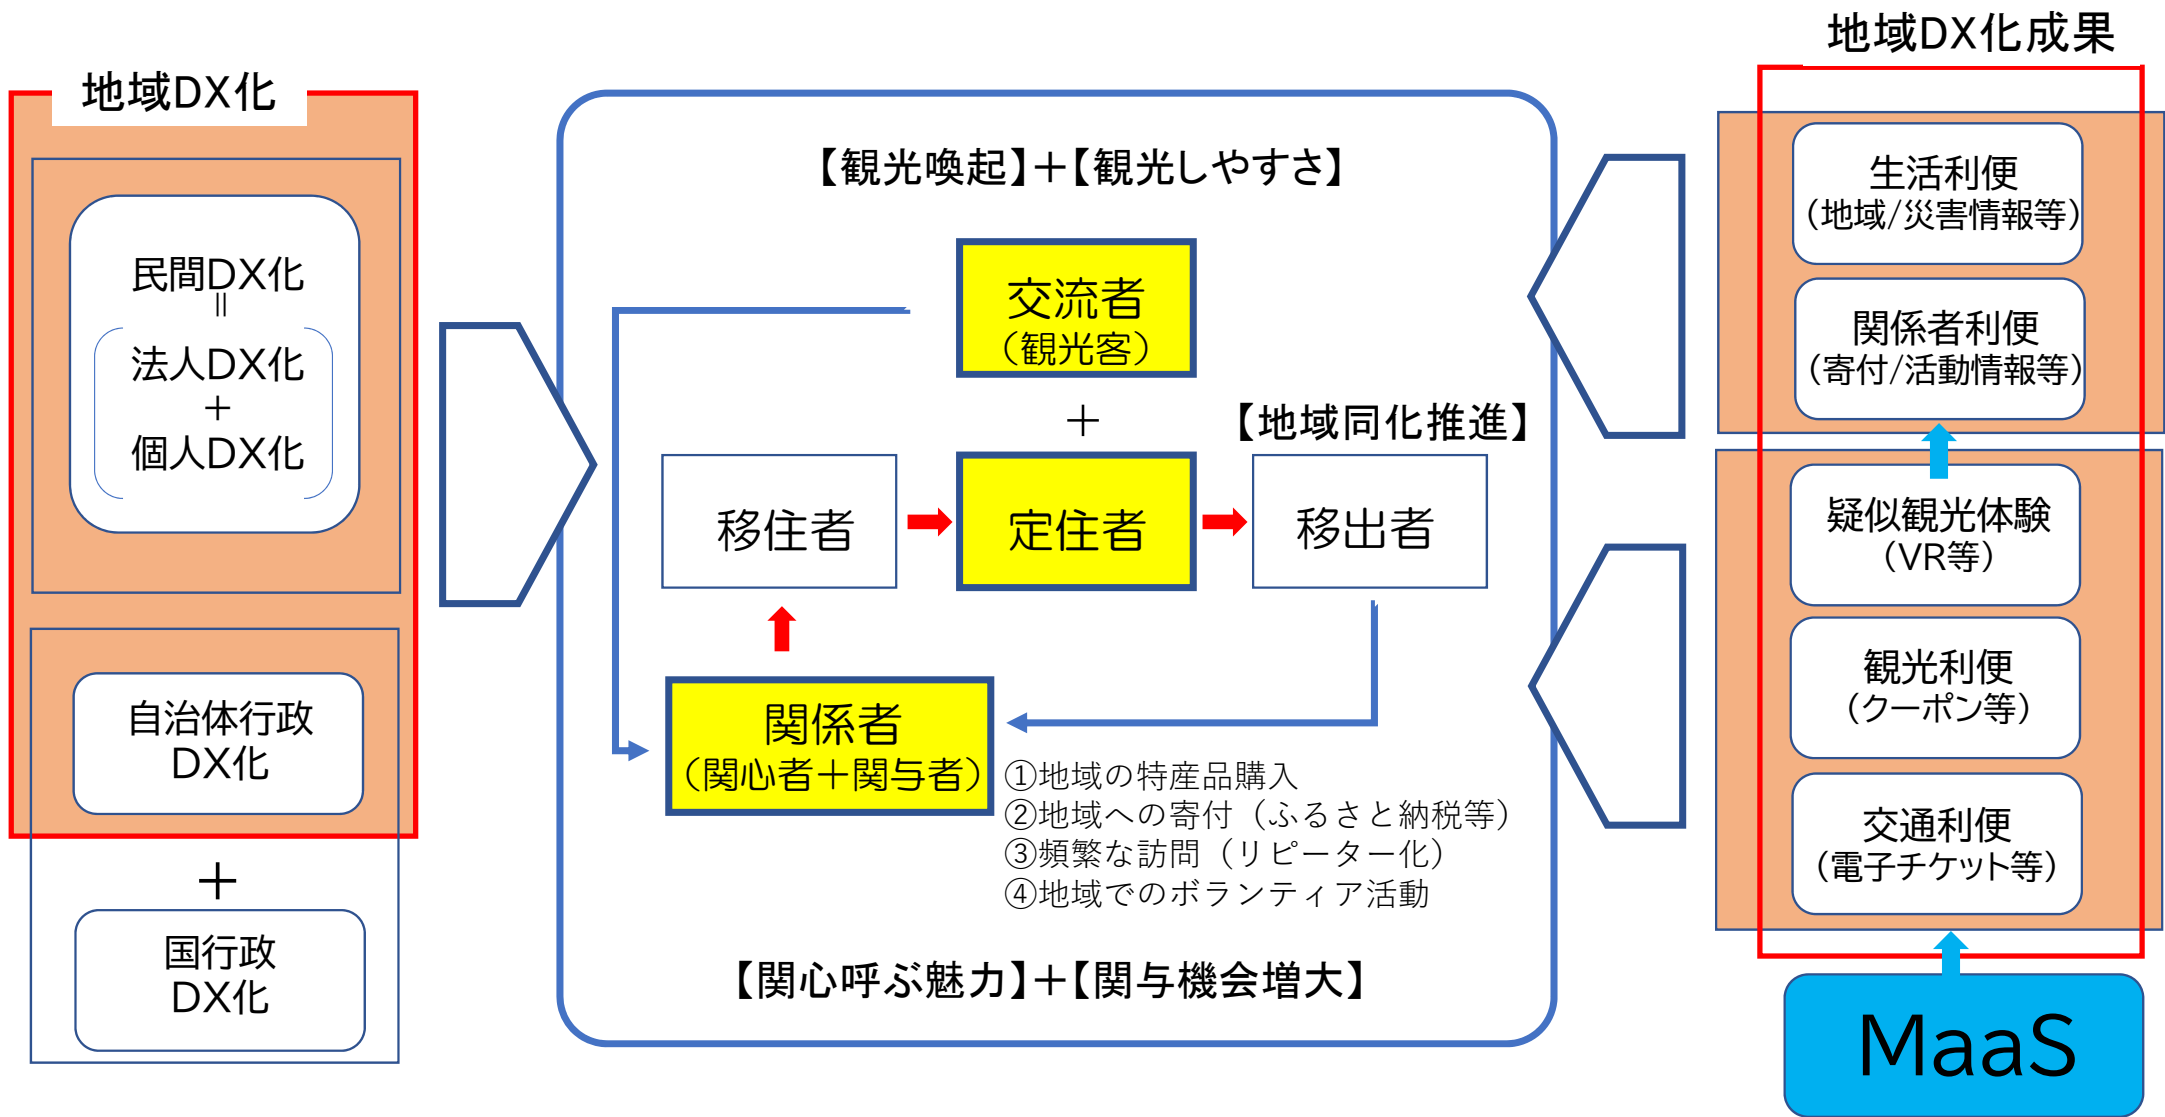 地域DX化
民間DX化
＝
法人DX化
＋
個人DX化
自治体行政
DX化
＋
国行政
DX化
【観光喚起】＋【観光しやすさ】
交流者
（観光客）
＋
【地域同化推進】
移住者
定住者
移出者
関係者
（関心者＋関与者）
①地域の特産品購入
②地域への寄付（ふるさと納税等）
③頻繁な訪問（リピーター化）
④地域でのボランティア活動
【関心呼ぶ魅力】＋【関与機会増大】
地域DX化成果
生活利便
（地域/災害情報等）
関係者利便
（寄付/活動情報等）
疑似観光体験
（VR等）
観光利便
（クーポン等）
交通利便
（電子チケット等）
MaaS